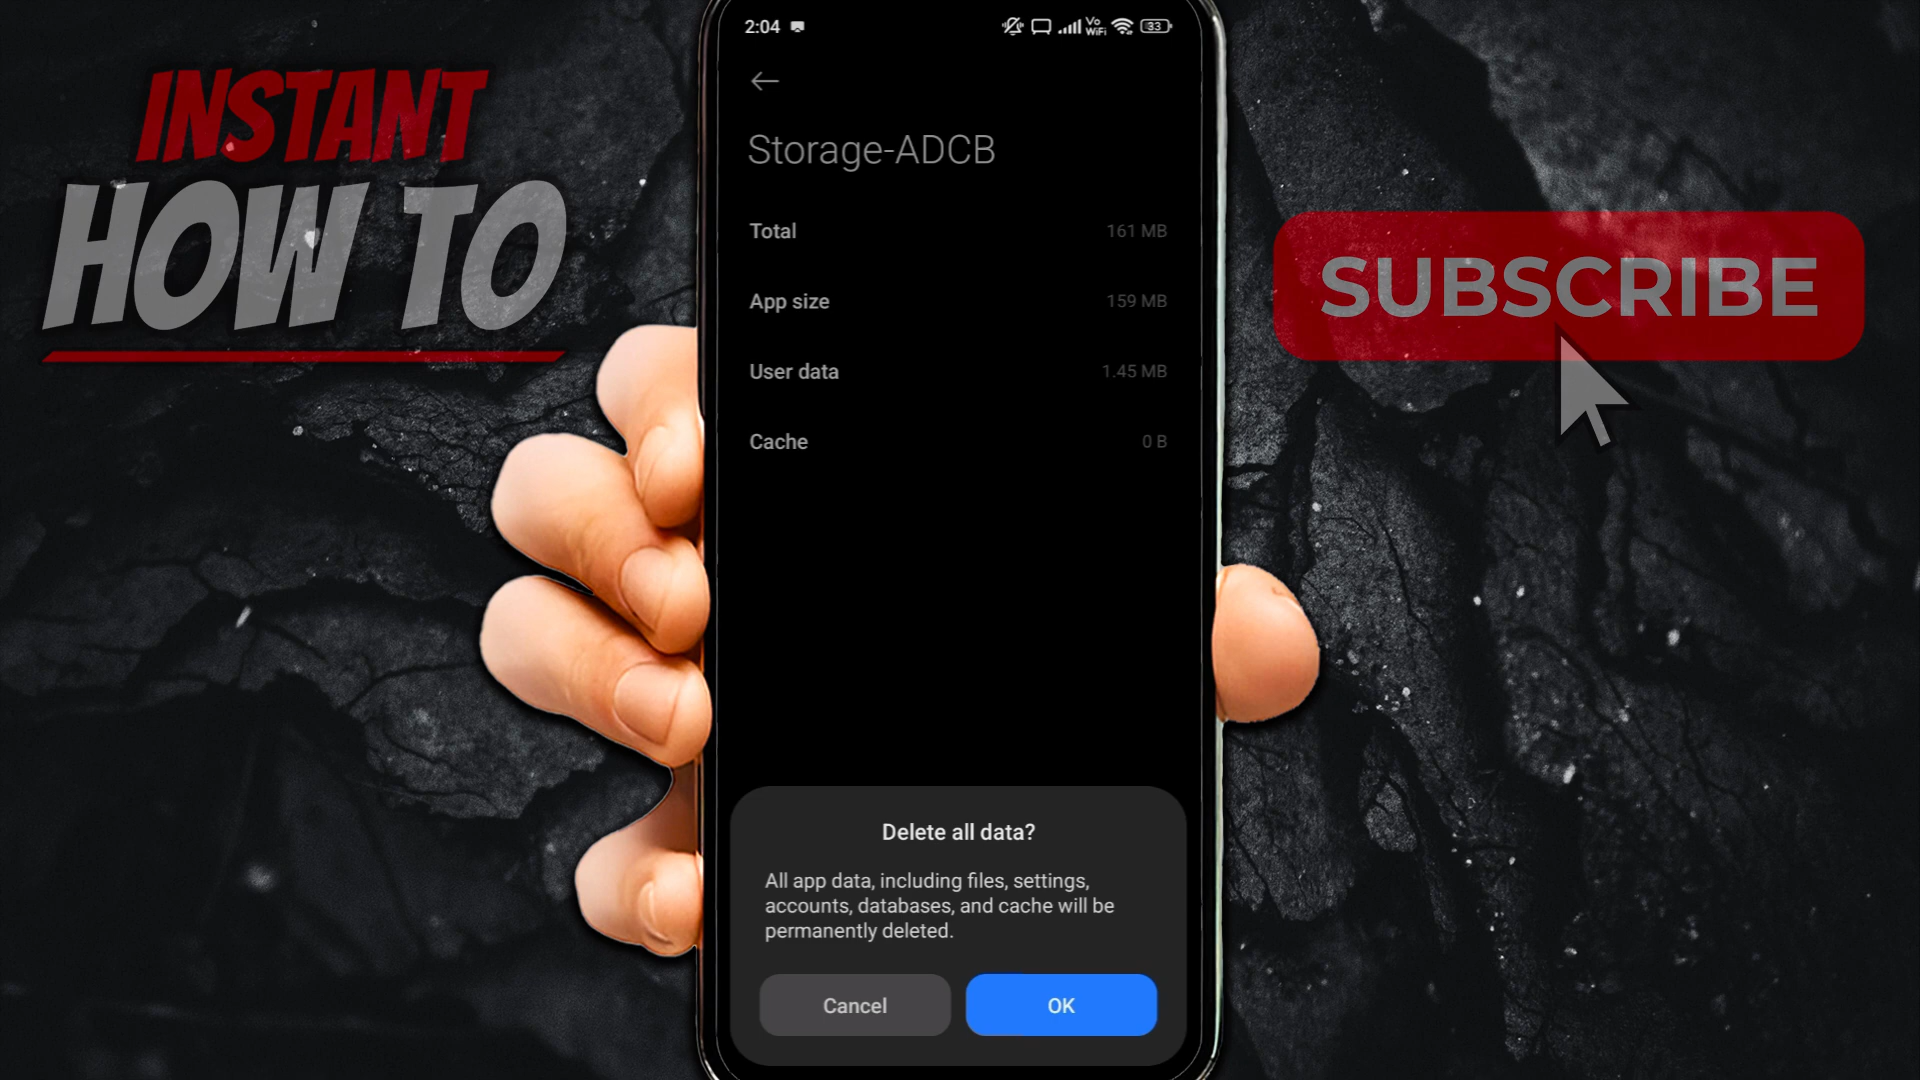 INSTANT
HOW TO
SUBSCRIBE
2:04
Vo
WiFi
33
Storage-ADCB
Total 161 MB
App size 159 MB
User data 1.45 MB
Cache 0 B
Delete all data?
All app data, including files, settings,
accounts, databases, and cache will be
permanently deleted.
Cancel OK